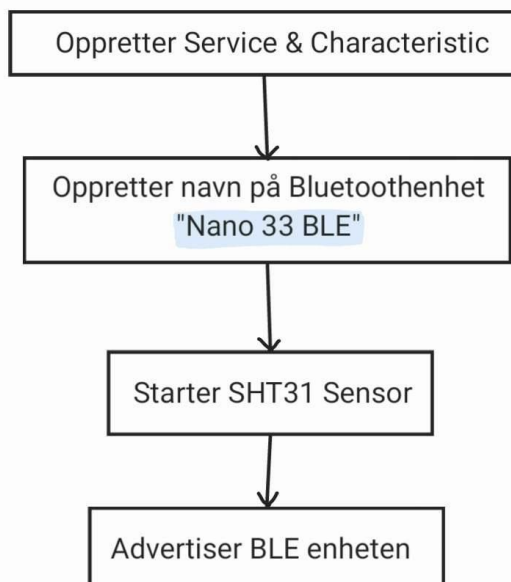 Oppretter Service & Characteristic
Oppretter navn på Bluetoothenhet
"Nano 33 BLE"
Starter SHT31 Sensor
Advertiser BLE enheten